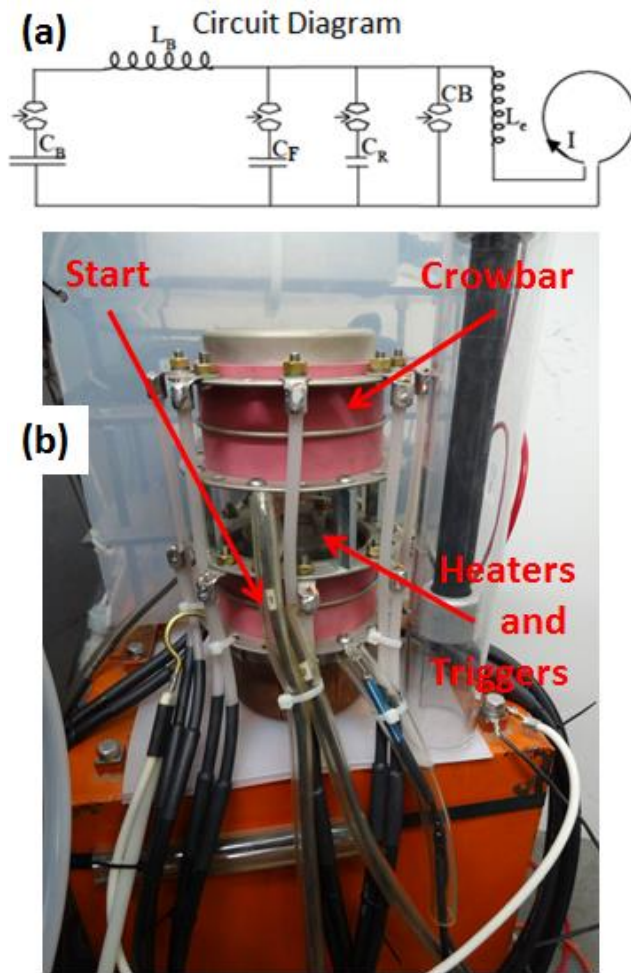 (a)
Circuit Diagram
L_B
C_B
C_F
C_R
CB
L_e
I
Start
Crowbar
(b)
Heaters
and
Triggers